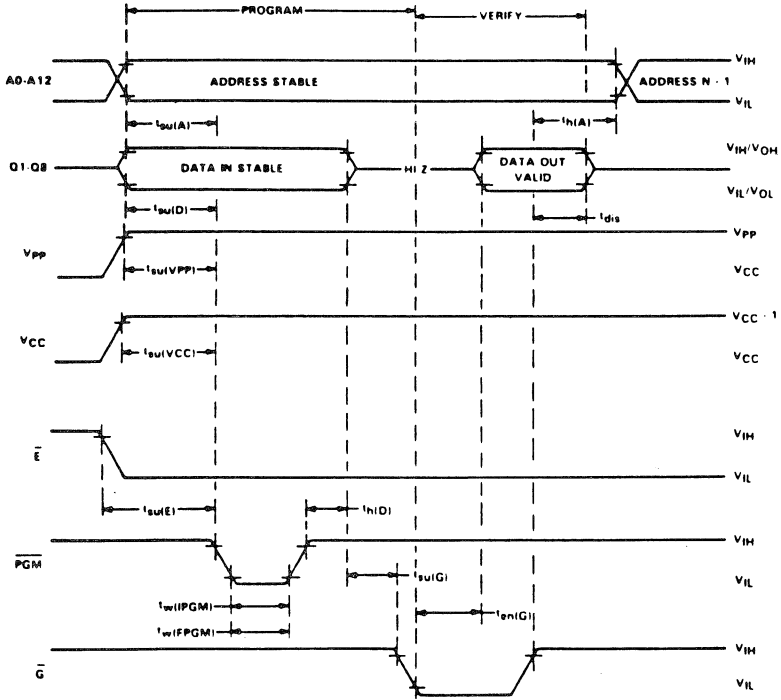 PROGRAM
VERIFY
A0-A12
ADDRESS STABLE
ADDRESS N · 1
VIH
VIL
tsu(A)
th(A)
Q1-Q8
DATA IN STABLE
HI Z
DATA OUT
VALID
VIH/VOH
VIL/VOL
tsu(D)
tdis
VPP
VPP
VCC
tsu(VPP)
VCC
VCC · 1
VCC
tsu(VCC)
E
VIH
VIL
tsu(E)
th(D)
PGM
VIH
VIL
tsu(G)
tw(IPGM)
ten(G)
tw(FPGM)
G
VIH
VIL